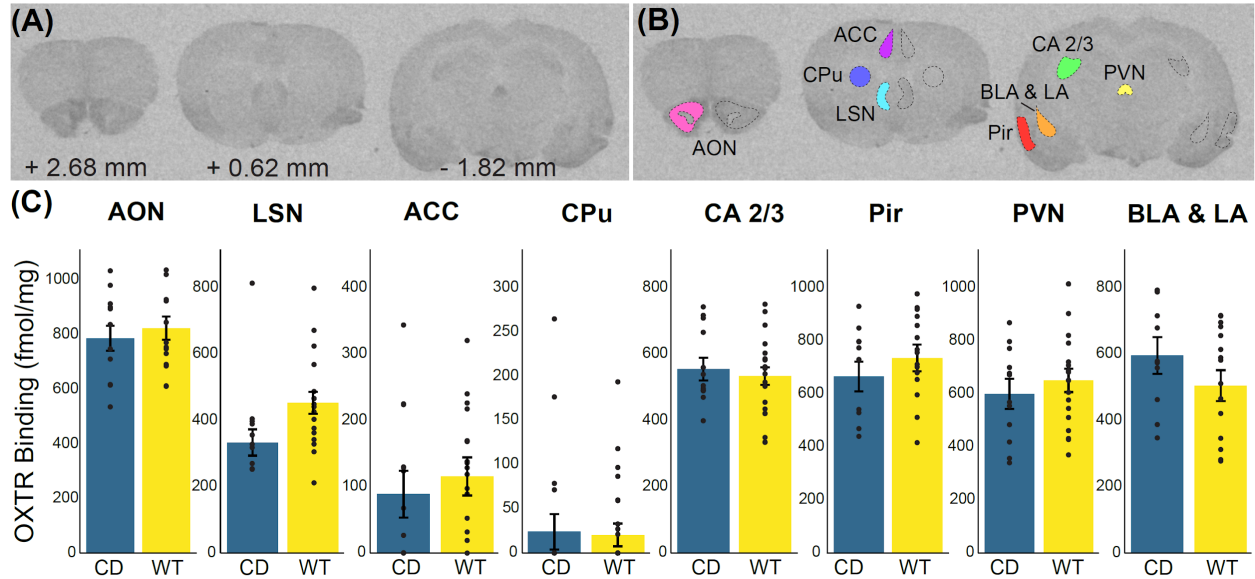 (A)
+ 2.68 mm
+ 0.62 mm
- 1.82 mm
(B)
ACC
CPu
LSN
AON
CA 2/3
PVN
BLA & LA
Pir
(C)
OXTR Binding (fmol/mg)
AON
1000
800
600
400
200
0
CD WT
LSN
800
600
400
200
0
CD WT
ACC
400
300
200
100
0
CD WT
CPu
300
250
200
150
100
50
0
CD WT
CA 2/3
800
600
400
200
0
CD WT
Pir
1000
800
600
400
200
0
CD WT
PVN
1000
800
600
400
200
0
CD WT
BLA & LA
800
600
400
200
0
CD WT